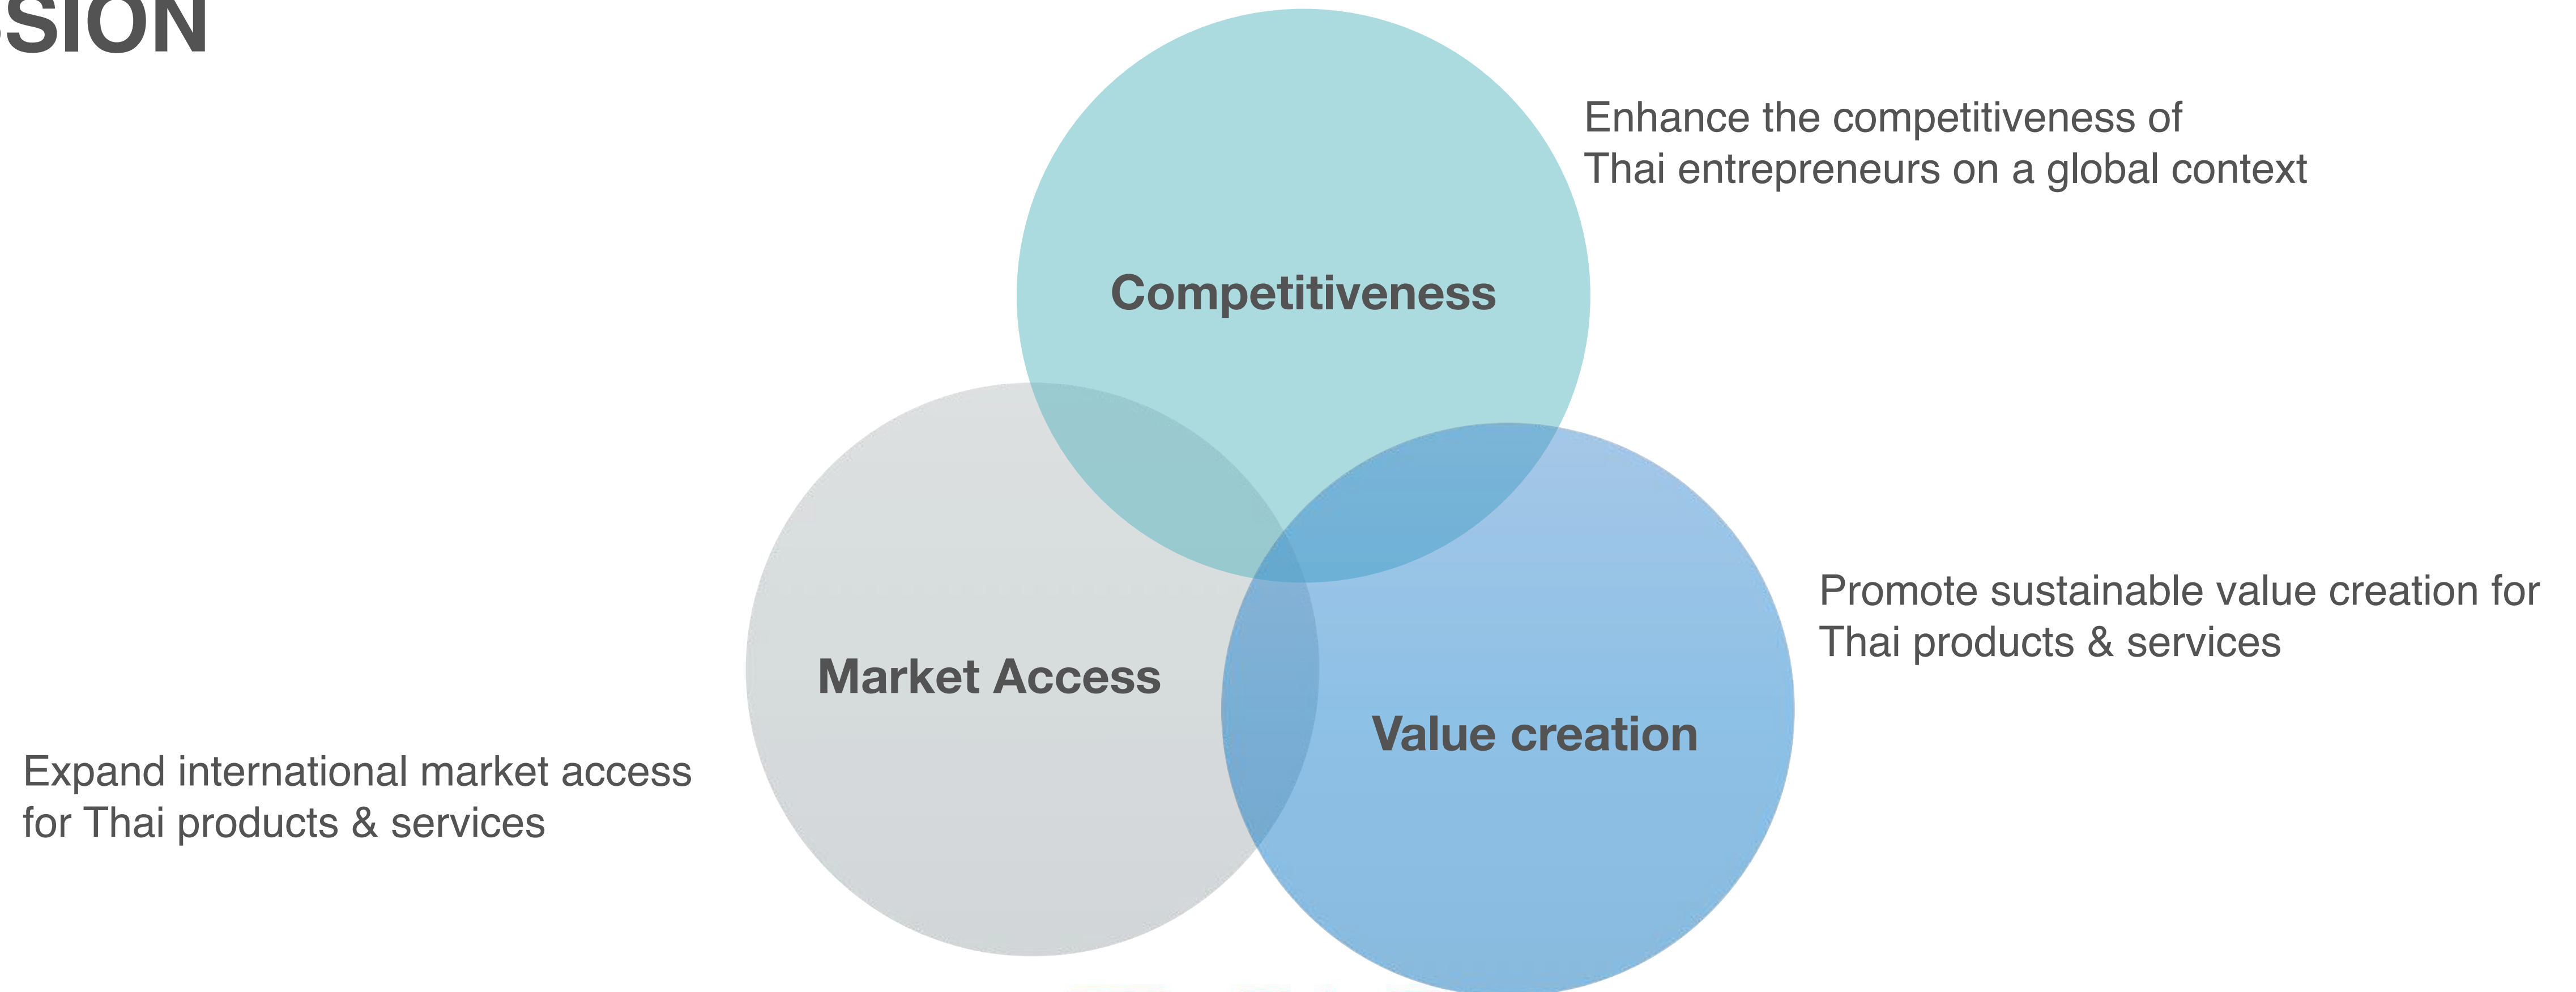 SION
Enhance the competitiveness of
Thai entrepreneurs on a global context
Competitiveness
Promote sustainable value creation for
Thai products & services
Market Access
Value creation
Expand international market access
for Thai products & services